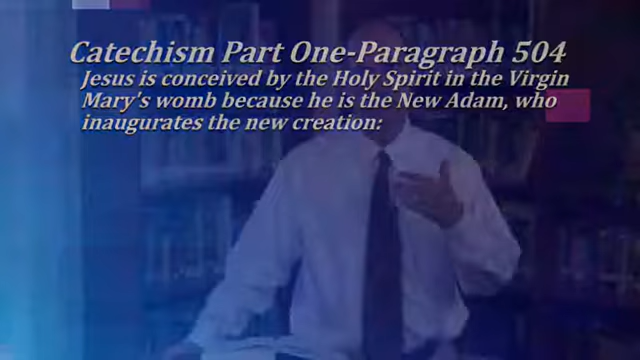 Catechism Part One-Paragraph 504
Jesus is conceived by the Holy Spirit in the Virgin
Mary's womb because he is the New Adam, who
inaugurates the new creation: